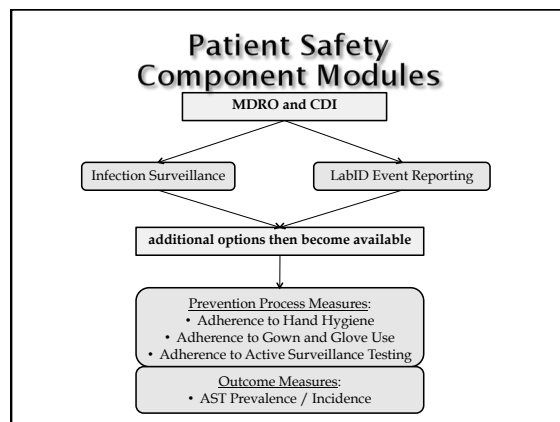 Patient Safety
Component Modules
MDRO and CDI
Infection Surveillance
LabID Event Reporting
additional options then become available
Prevention Process Measures:
• Adherence to Hand Hygiene
• Adherence to Gown and Glove Use
• Adherence to Active Surveillance Testing
Outcome Measures:
• AST Prevalence / Incidence